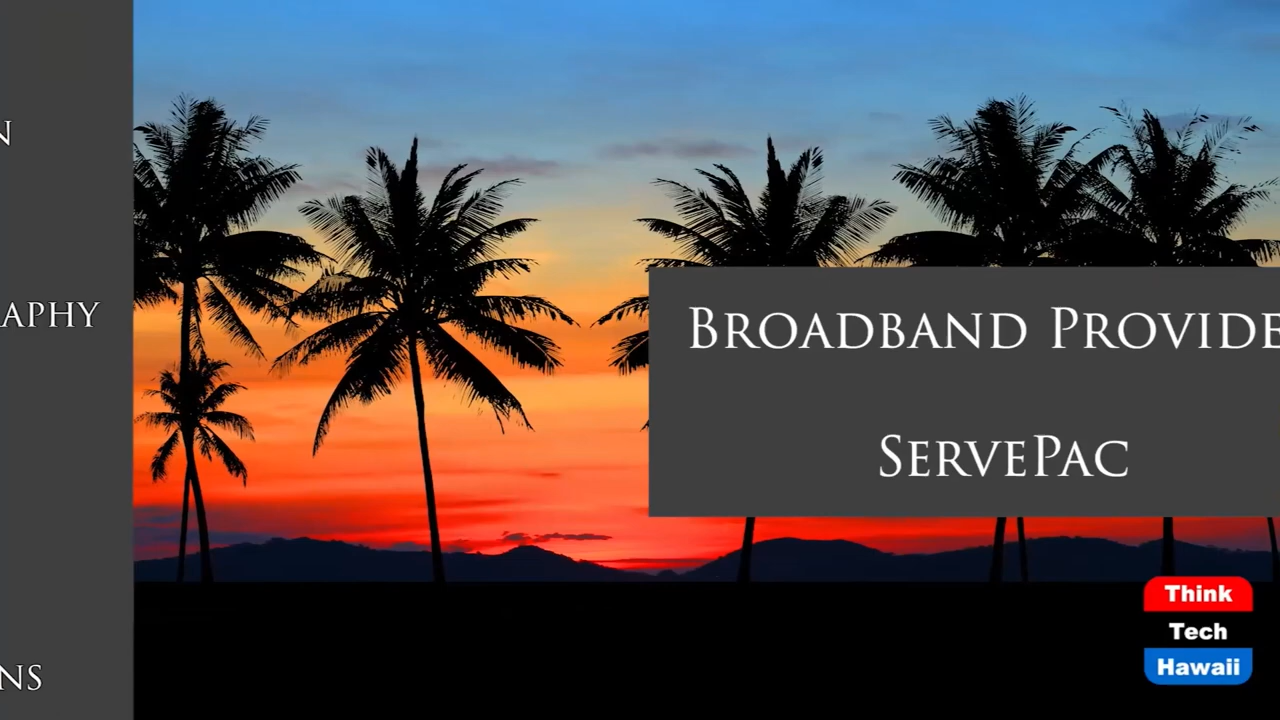 N
APHY
NS
BROADBAND PROVIDE
SERVEPAC
Think
Tech
Hawaii